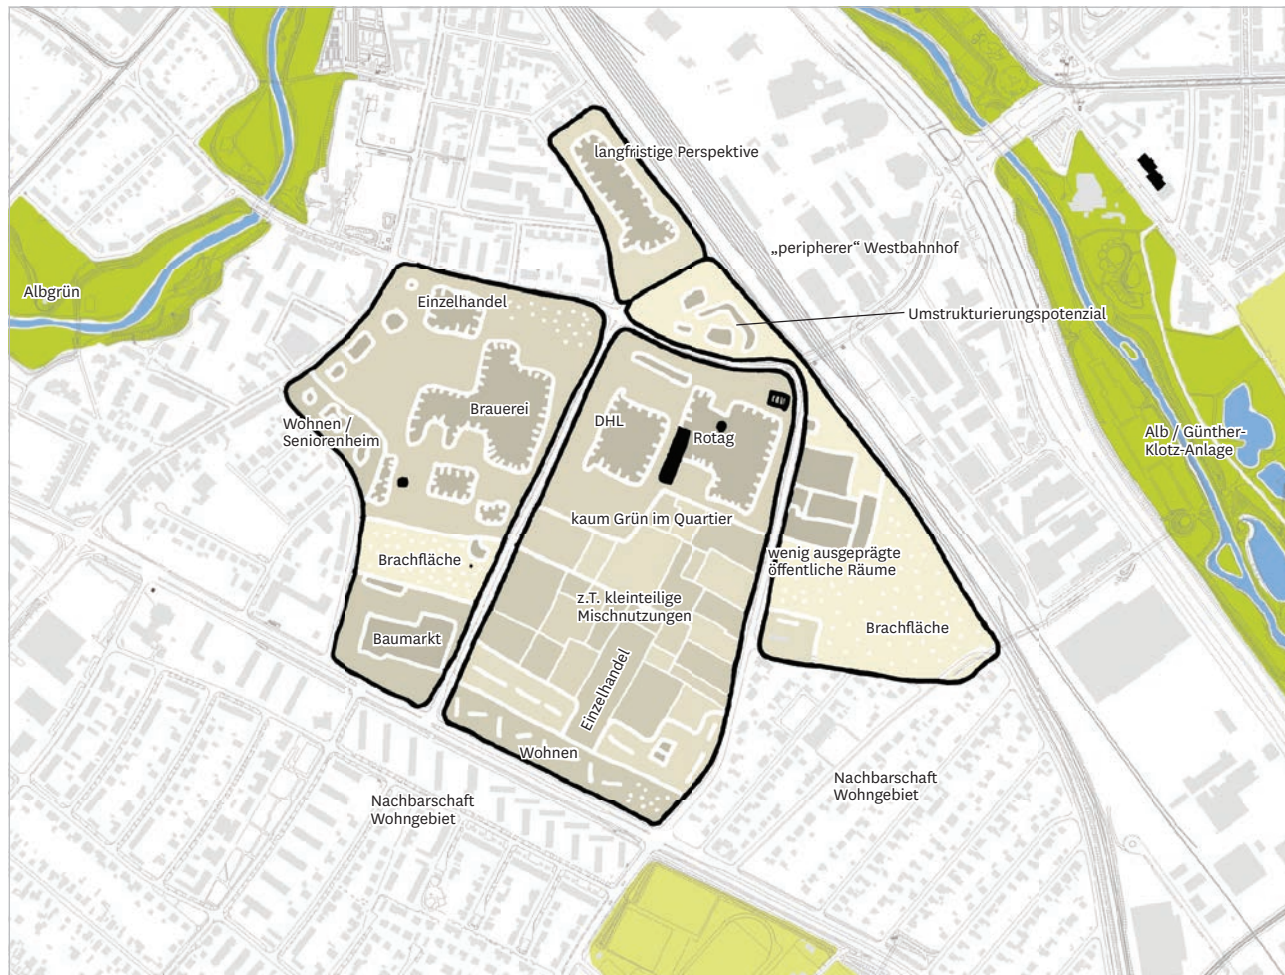 langfristige Perspektive
„peripherer“ Westbahnhof
Albgrün
Einzelhandel
Umstrukturierungspotenzial
Brauerei
DHL
Rotag
Wohnen /
Seniorenheim
Alb / Günther-
Klotz-Anlage
kaum Grün im Quartier
Brachfläche
wenig ausgeprägte
öffentliche Räume
z.T. kleinteilige
Mischnutzungen
Baumarkt
Brachfläche
Einzelhandel
Wohnen
Nachbarschaft
Wohngebiet
Nachbarschaft
Wohngebiet